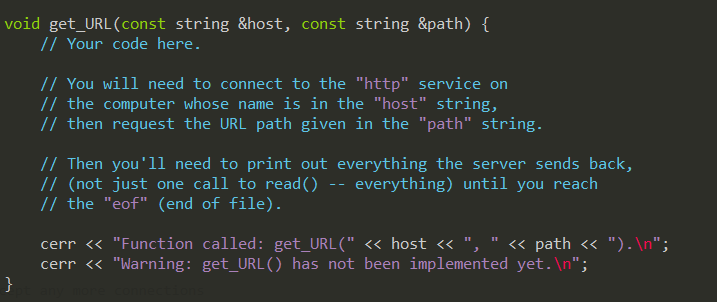 void get_URL(const string &host, const string &path) {
// Your code here.
// You will need to connect to the "http" service on
// the computer whose name is in the "host" string,
// then request the URL path given in the "path" string.
// Then you'll need to print out everything the server sends back,
// (not just one call to read() -- everything) until you reach
// the "eof" (end of file).
cerr << "Function called: get_URL(" << host << ", " << path << ").\n";
cerr << "Warning: get_URL() has not been implemented yet.\n";
}